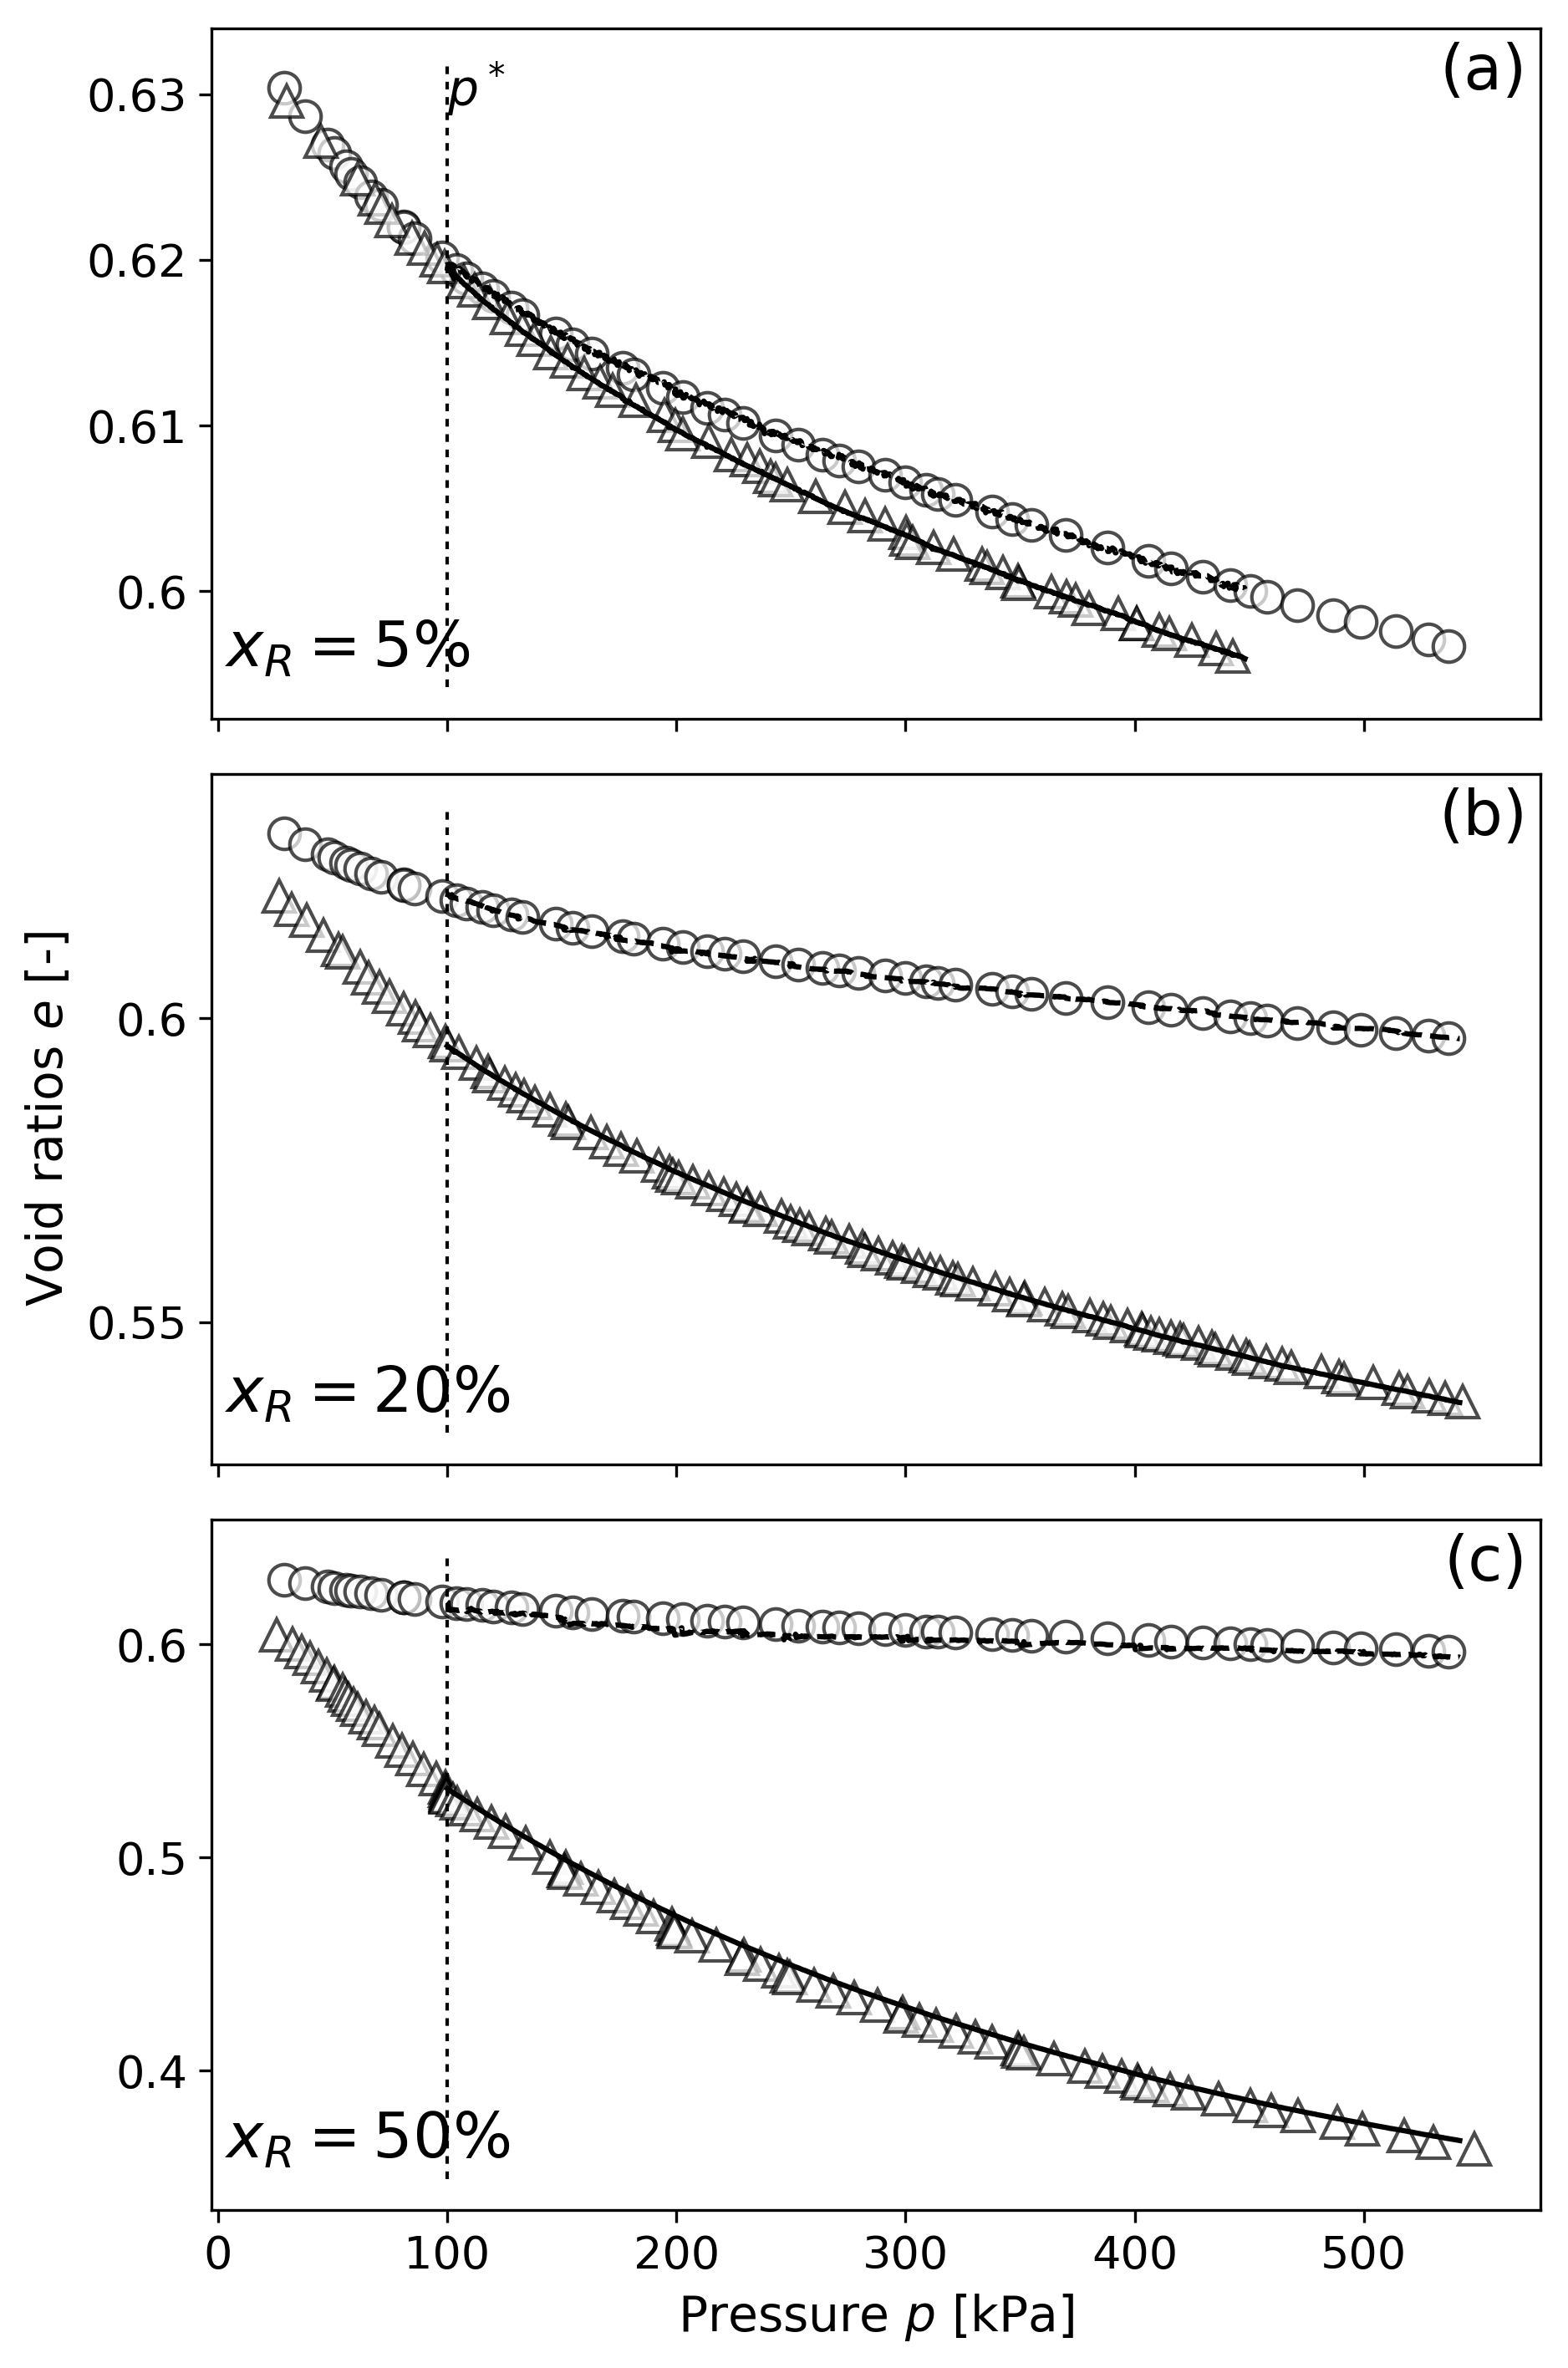 (a)
p*
0.63
0.62
0.61
0.6
x_R = 5%
(b)
Void ratios e [-]
0.6
0.55
x_R = 20%
(c)
0.6
0.5
0.4
x_R = 50%
0 100 200 300 400 500
Pressure p [kPa]